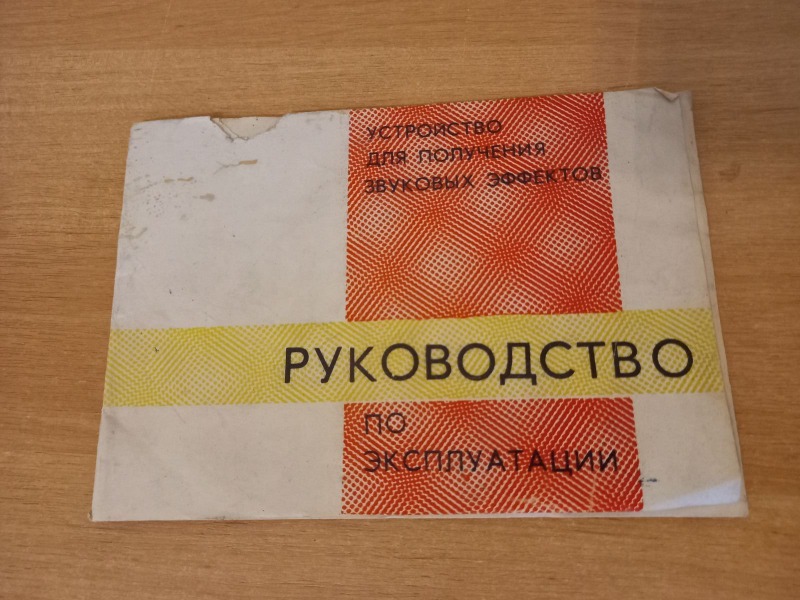 УСТРОЙСТВО
ДЛЯ ПОЛУЧЕНИЯ
ЗВУКОВЫХ ЭФФЕКТОВ
РУКОВОДСТВО
ПО
ЭКСПЛУАТАЦИИ